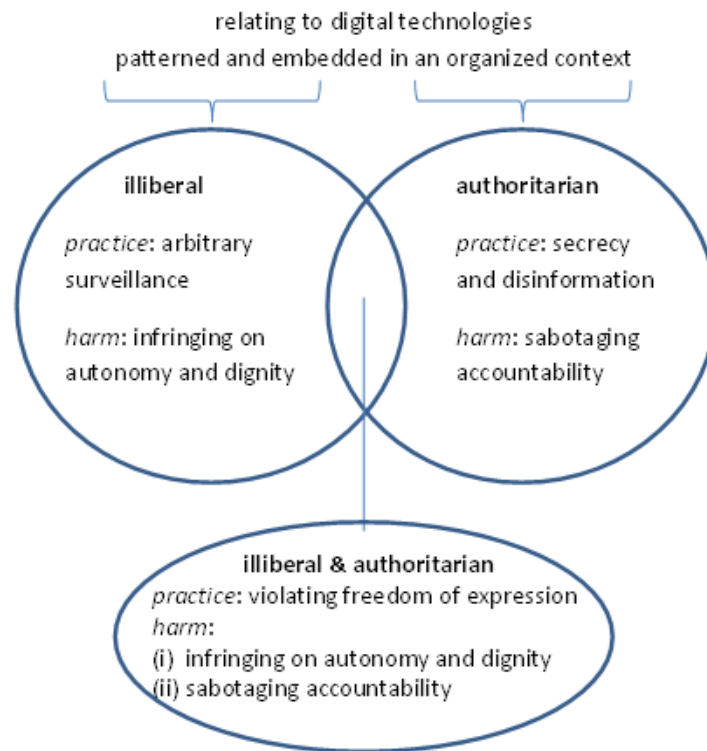 relating to digital technologies
patterned and embedded in an organized context
illiberal
practice: arbitrary
surveillance
harm: infringing on
autonomy and dignity
authoritarian
practice: secrecy
and disinformation
harm: sabotaging
accountability
illiberal & authoritarian
practice: violating freedom of expression
harm:
(i) infringing on autonomy and dignity
(ii) sabotaging accountability